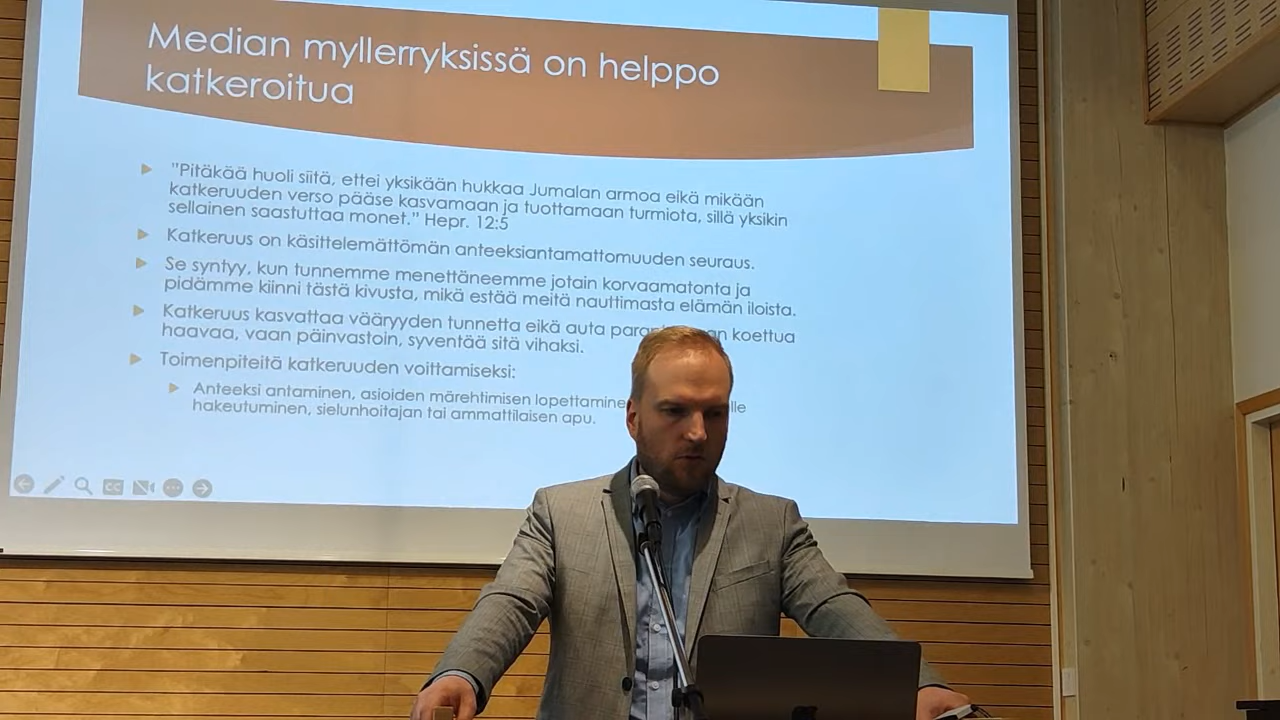 Median myllerryksissä on helppo
katkeroitua
"Pitäkää huoli siitä, ettei yksikään hukkaa Jumalan armoa eikä mikään
katkeruuden verso pääse kasvamaan ja tuottamaan turmiota, sillä yksikin
sellainen saastuttaa monet." Hepr. 12:5
Katkeruus on käsittelemättömän anteeksiantamattomuuden seuraus.
Se syntyy, kun tunnemme menettäneemme jotain korvaamatonta ja
pidämme kiinni tästä kivusta, mikä estää meitä nauttimasta elämän iloista.
Katkeruus kasvattaa vääryyden tunnetta eikä auta koettua
haavaa, vaan päinvastoin, syventää sitä vihaksi.
Toimenpiteitä katkeruuden voittamiseksi:
Anteeksi antaminen, asioiden märehtimisen
hakeutuminen, sielunhoitajan tai ammattilaisen apu.
CC